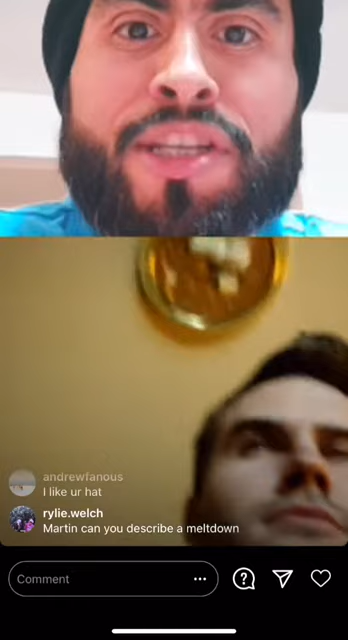 andrewfanous
I like ur hat
rylie.welch
Martin can you describe a meltdown
Comment